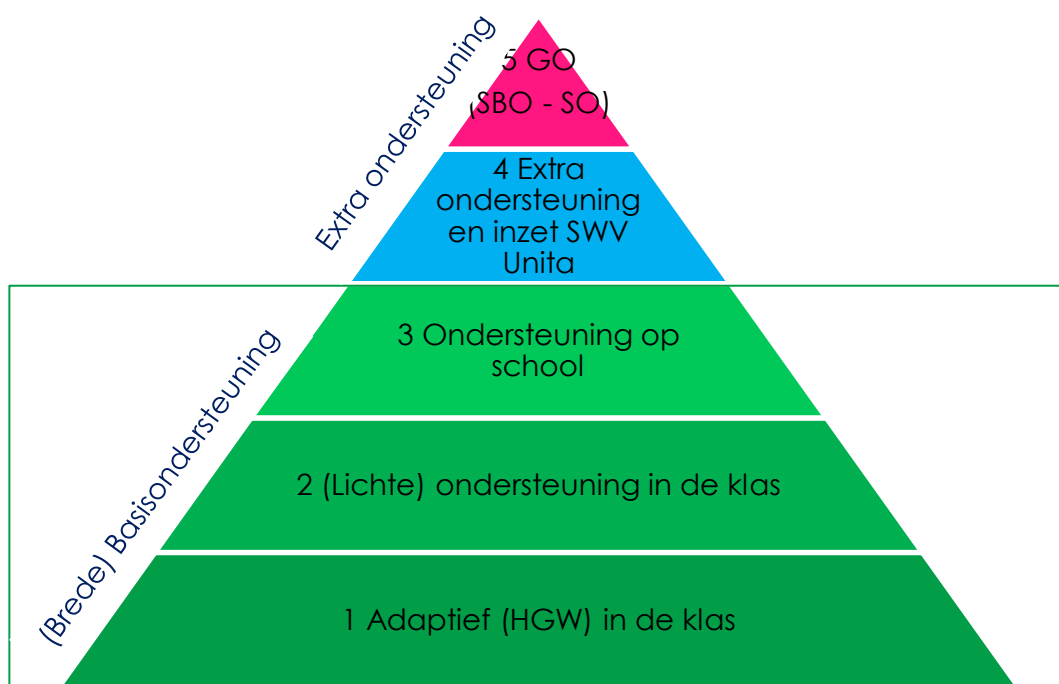 Extra ondersteuning
5 GO
(SBO - SO)
4 Extra
ondersteuning
en inzet SWV
Unita
(Brede) Basisondersteuning
3 Ondersteuning op
school
2 (Lichte) ondersteuning in de klas
1 Adaptief (HGW) in de klas